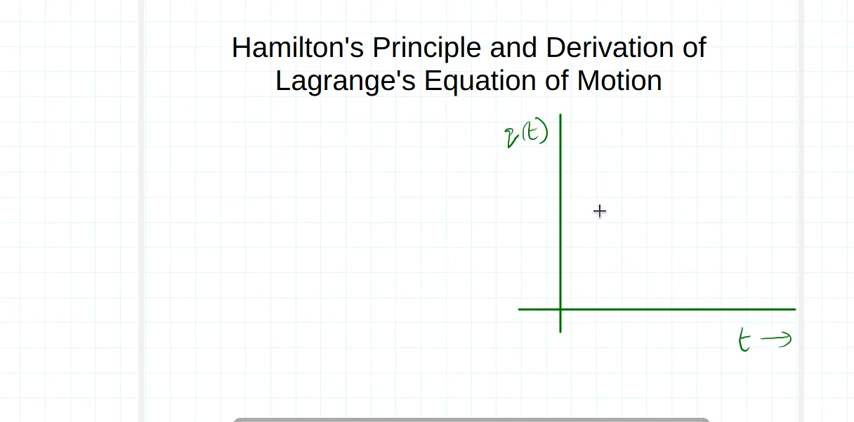 Hamilton's Principle and Derivation of
Lagrange's Equation of Motion
q(t)
t →